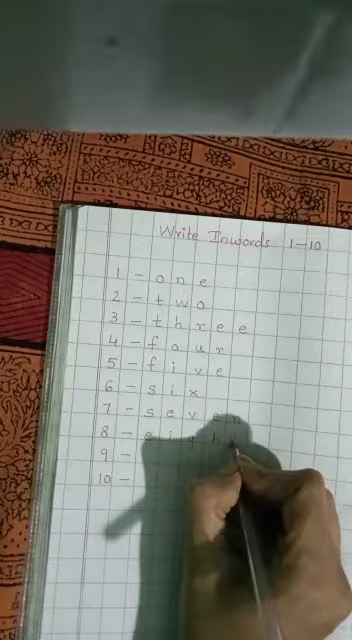 Write Inwords 1-10
1 - one
2 - two
3 - three
4 - four
5 - five
6 - six
7 - seven
8 - eight
9 -
10 -